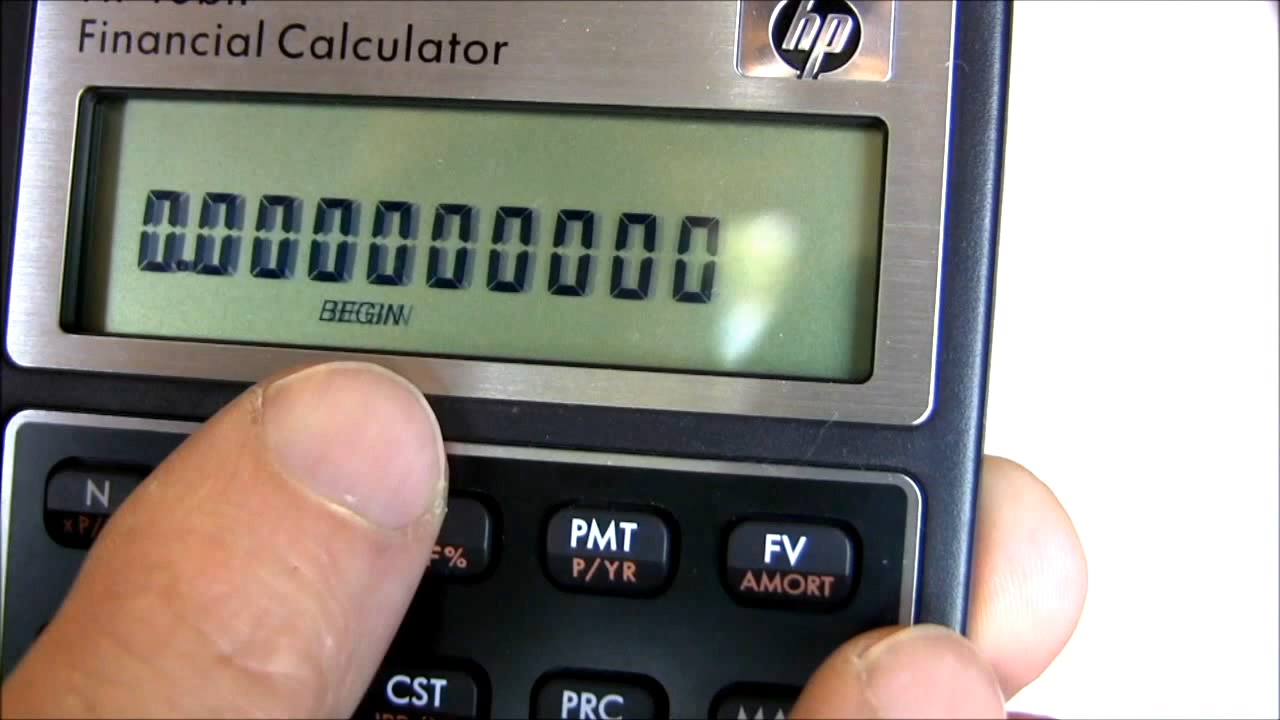 Financial Calculator
hp
0.000000000
BEGIN
N
PMT
FV
x P/
F%
P/YR
AMORT
CST
PRC